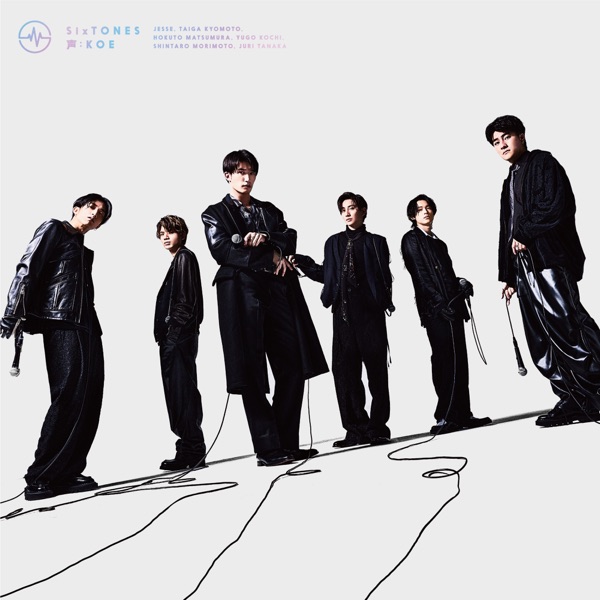 SixTONES
声:KOE
JESSE, TAIGA KYOMOTO,
HOKUTO MATSUMURA, YUGO KOCHI,
SHINTARO MORIMOTO, JURI TANAKA